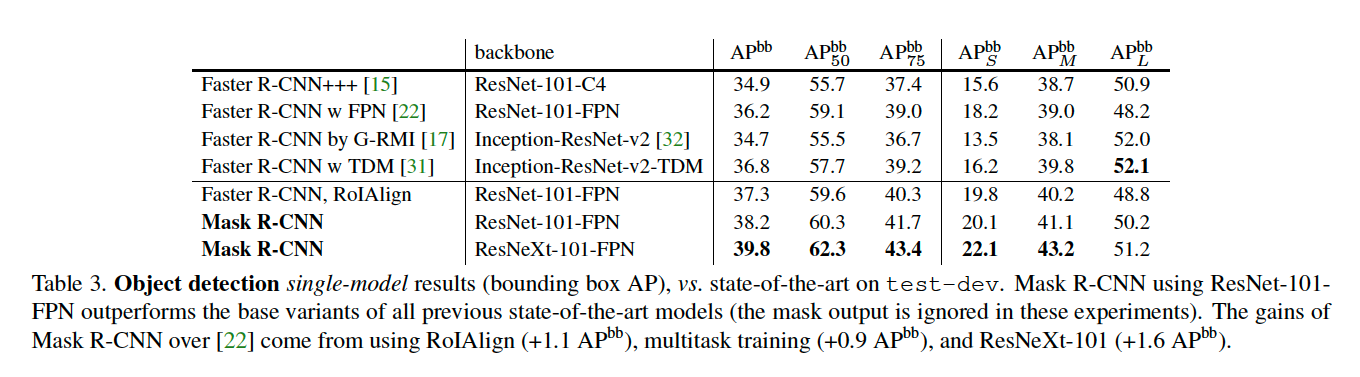 backbone AP^bb AP^bb_50 AP^bb_75 AP^bb_S AP^bb_M AP^bb_L
Faster R-CNN+++ [15] ResNet-101-C4 34.9 55.7 37.4 15.6 38.7 50.9
Faster R-CNN w FPN [22] ResNet-101-FPN 36.2 59.1 39.0 18.2 39.0 48.2
Faster R-CNN by G-RMI [17] Inception-ResNet-v2 [32] 34.7 55.5 36.7 13.5 38.1 52.0
Faster R-CNN w TDM [31] Inception-ResNet-v2-TDM 36.8 57.7 39.2 16.2 39.8 52.1
Faster R-CNN, RoIAlign ResNet-101-FPN 37.3 59.6 40.3 19.8 40.2 48.8
Mask R-CNN ResNet-101-FPN 38.2 60.3 41.7 20.1 41.1 50.2
Mask R-CNN ResNeXt-101-FPN 39.8 62.3 43.4 22.1 43.2 51.2
Table 3. Object detection single-model results (bounding box AP), vs. state-of-the-art on test-dev. Mask R-CNN using ResNet-101-
FPN outperforms the base variants of all previous state-of-the-art models (the mask output is ignored in these experiments). The gains of
Mask R-CNN over [22] come from using RoIAlign (+1.1 AP^bb), multitask training (+0.9 AP^bb), and ResNeXt-101 (+1.6 AP^bb).